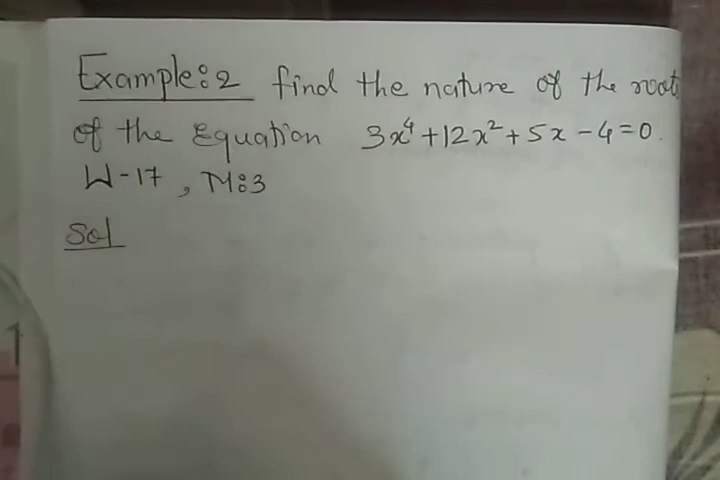 Example:2 find the nature of the roots
of the Equation 3x⁴+12x²+5x-4=0.
W-17, M:3
Sol
1